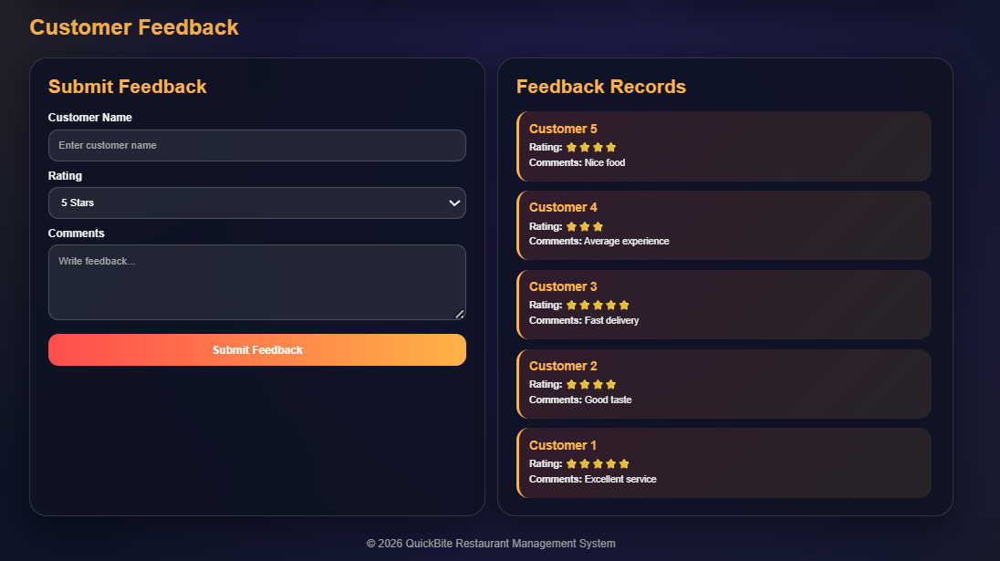 Customer Feedback
Submit Feedback
Customer Name
Enter customer name
Rating
5 Stars
Comments
Write feedback...
Submit Feedback
Feedback Records
Customer 5
Rating: ⭐⭐⭐⭐
Comments: Nice food
Customer 4
Rating: ⭐⭐⭐
Comments: Average experience
Customer 3
Rating: ⭐⭐⭐⭐⭐
Comments: Fast delivery
Customer 2
Rating: ⭐⭐⭐⭐
Comments: Good taste
Customer 1
Rating: ⭐⭐⭐⭐⭐
Comments: Excellent service
© 2026 QuickBite Restaurant Management System